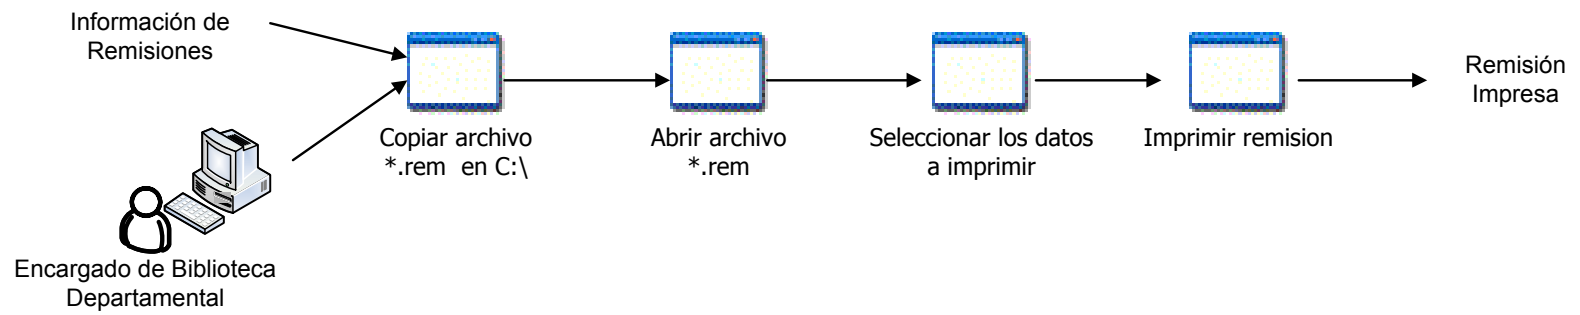 Información de
Remisiones
Copiar archivo
*.rem  en C:\
Abrir archivo
*.rem
Seleccionar los datos
a imprimir
Imprimir remision
Remisión
Impresa
Encargado de Biblioteca
Departamental